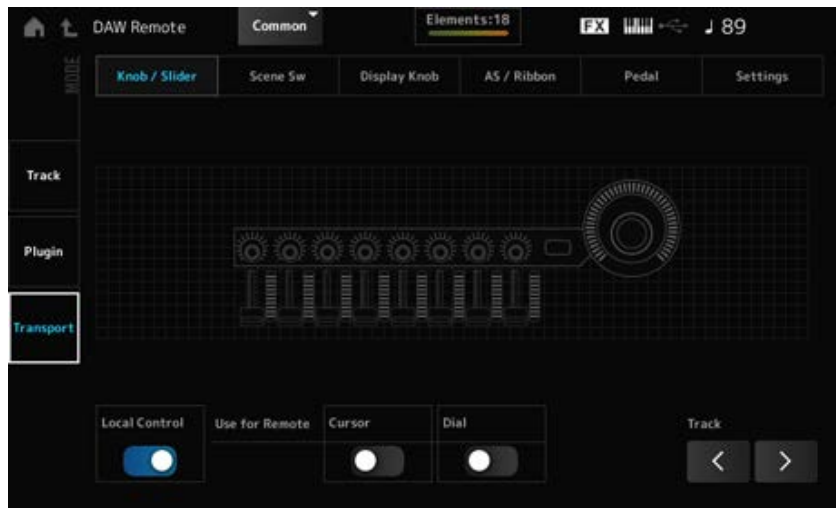 DAW Remote
Common
Elements:18
FX
♩ 89
MODE
Knob / Slider
Scene Sw
Display Knob
AS / Ribbon
Pedal
Settings
Track
Plugin
Transport
Local Control
Use for Remote
Cursor
Dial
Track